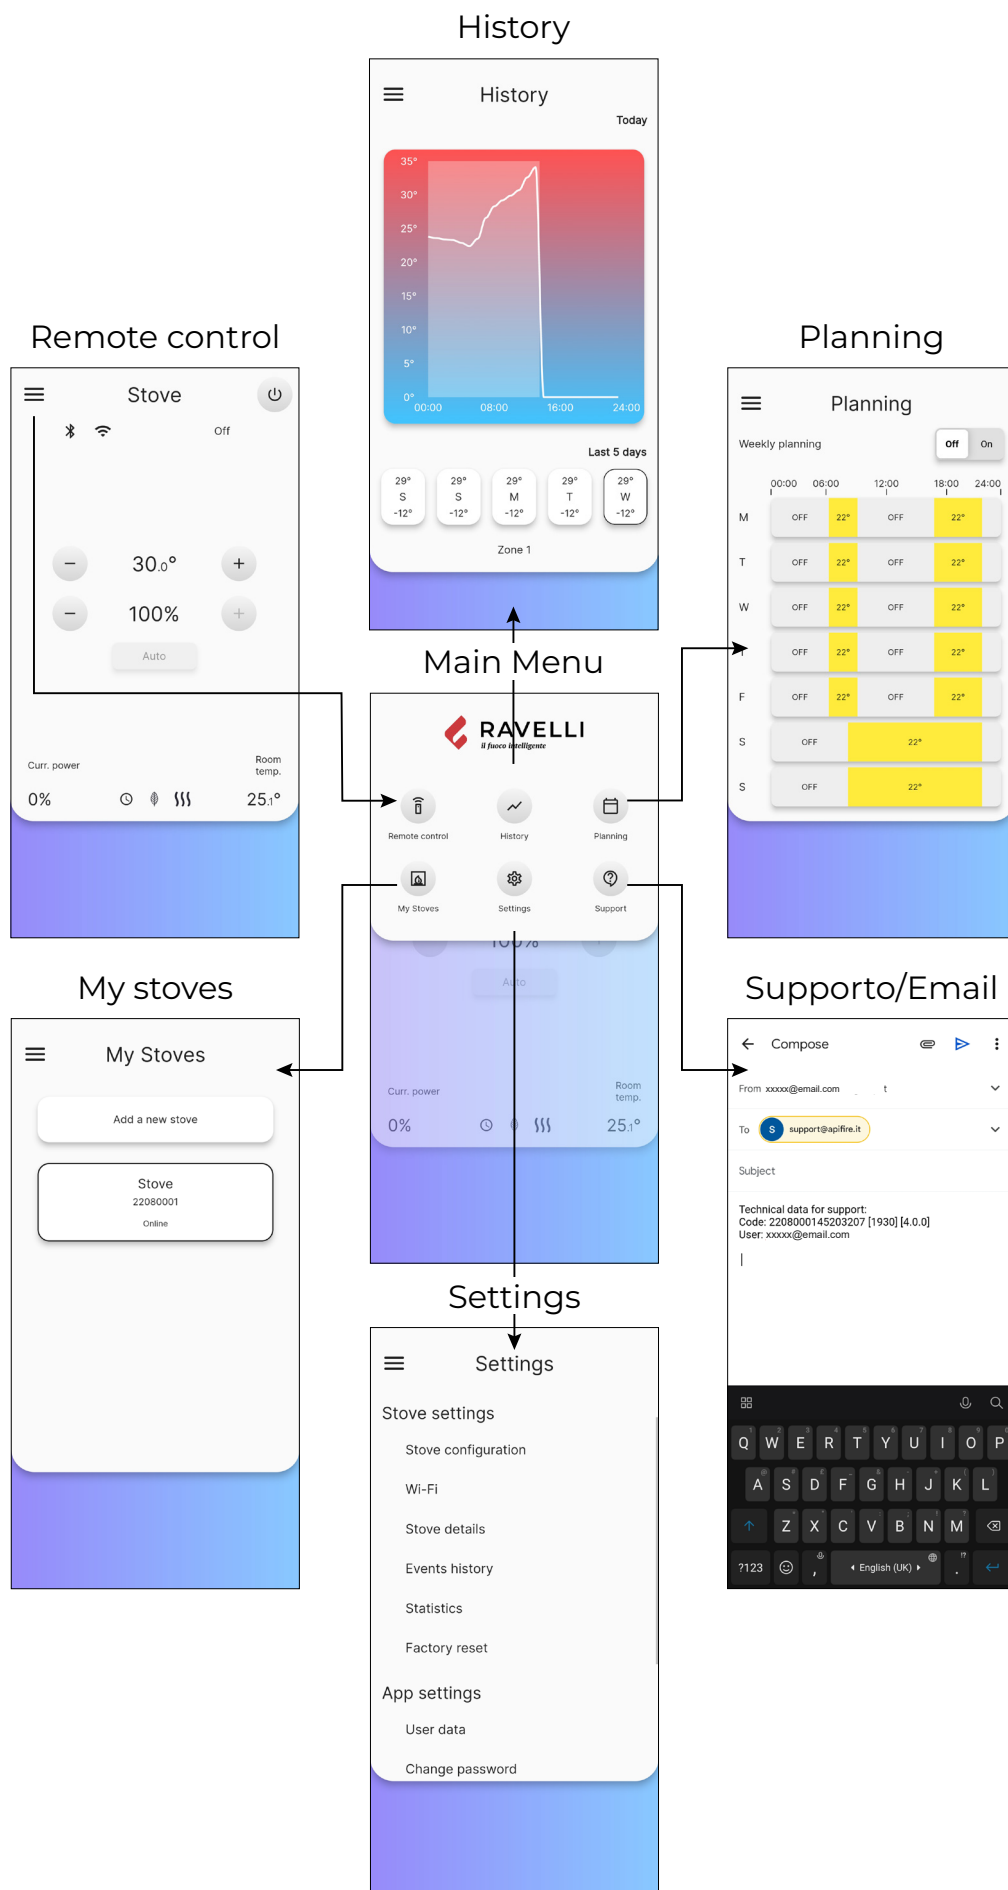 History
History
Today
35°
30°
25°
20°
15°
10°
5°
0°
00:00 08:00 16:00 24:00
Last 5 days
29° 29° 29° 29° 29°
S S M T W
-12° -12° -12° -12° -12°
Zone 1
Remote control
Stove
Off
30.0°
100%
Auto
Curr. power
Room
temp.
0%
25.1°
Planning
Planning
Weekly planning
Off On
00:00 06:00 12:00 18:00 24:00
M OFF 22° OFF 22°
T OFF 22° OFF 22°
W OFF 22° OFF 22°
T OFF 22° OFF 22°
F OFF 22° OFF 22°
S OFF 22°
S OFF 22°
Main Menu
RAVELLI
il fuoco intelligente
Remote control History Planning
My Stoves Settings Support
100%
Auto
Curr. power
Room
temp.
0%
25.1°
My stoves
My Stoves
Add a new stove
Stove
22080001
Online
Supporto/Email
Compose
From xxxxx@email.com t
To S support@apifire.it
Subject
Technical data for support:
Code: 2208000145203207 [1930] [4.0.0]
User: xxxxx@email.com
Q W E R T Y U I O P
A S D F G H J K L
Z X C V B N M
?123 , English (UK) .
Settings
Settings
Stove settings
Stove configuration
Wi-Fi
Stove details
Events history
Statistics
Factory reset
App settings
User data
Change password